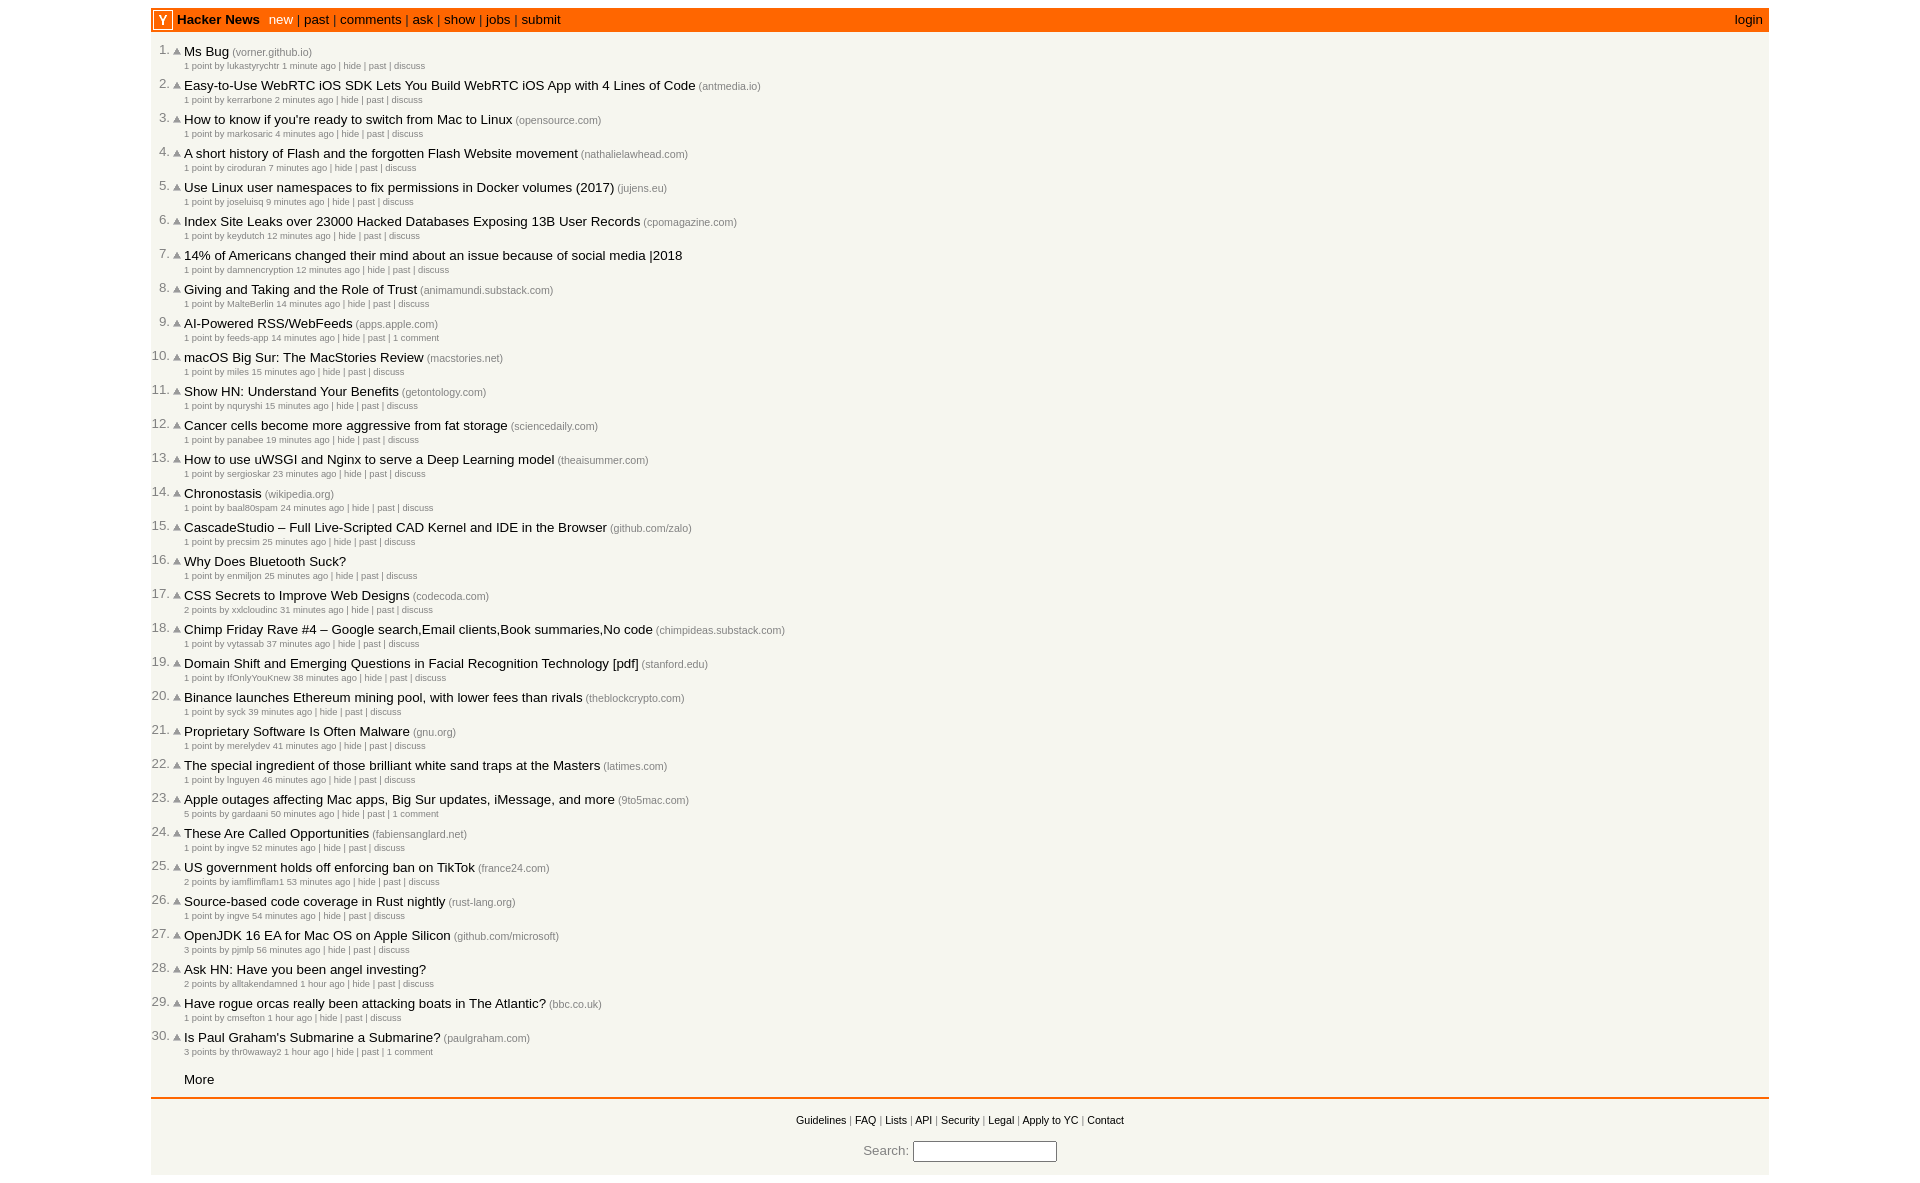 Y Hacker News new | past | comments | ask | show | jobs | submit login
1. Ms Bug (vorner.github.io)
1 point by lukastyrychtr 1 minute ago | hide | past | discuss
2. Easy-to-Use WebRTC iOS SDK Lets You Build WebRTC iOS App with 4 Lines of Code (antmedia.io)
1 point by kerrarbone 2 minutes ago | hide | past | discuss
3. How to know if you're ready to switch from Mac to Linux (opensource.com)
1 point by markosaric 4 minutes ago | hide | past | discuss
4. A short history of Flash and the forgotten Flash Website movement (nathalielawhead.com)
1 point by ciroduran 7 minutes ago | hide | past | discuss
5. Use Linux user namespaces to fix permissions in Docker volumes (2017) (jujens.eu)
1 point by joseluisq 9 minutes ago | hide | past | discuss
6. Index Site Leaks over 23000 Hacked Databases Exposing 13B User Records (cpomagazine.com)
1 point by keydutch 12 minutes ago | hide | past | discuss
7. 14% of Americans changed their mind about an issue because of social media |2018
1 point by damnencryption 12 minutes ago | hide | past | discuss
8. Giving and Taking and the Role of Trust (animamundi.substack.com)
1 point by MalteBerlin 14 minutes ago | hide | past | discuss
9. AI-Powered RSS/WebFeeds (apps.apple.com)
1 point by feeds-app 14 minutes ago | hide | past | 1 comment
10. macOS Big Sur: The MacStories Review (macstories.net)
1 point by miles 15 minutes ago | hide | past | discuss
11. Show HN: Understand Your Benefits (getontology.com)
1 point by nquryshi 15 minutes ago | hide | past | discuss
12. Cancer cells become more aggressive from fat storage (sciencedaily.com)
1 point by panabee 19 minutes ago | hide | past | discuss
13. How to use uWSGI and Nginx to serve a Deep Learning model (theaisummer.com)
1 point by sergioskar 23 minutes ago | hide | past | discuss
14. Chronostasis (wikipedia.org)
1 point by baal80spam 24 minutes ago | hide | past | discuss
15. CascadeStudio – Full Live-Scripted CAD Kernel and IDE in the Browser (github.com/zalo)
1 point by precsim 25 minutes ago | hide | past | discuss
16. Why Does Bluetooth Suck?
1 point by enmiljon 25 minutes ago | hide | past | discuss
17. CSS Secrets to Improve Web Designs (codecoda.com)
2 points by xxlcloudinc 31 minutes ago | hide | past | discuss
18. Chimp Friday Rave #4 – Google search,Email clients,Book summaries,No code (chimpideas.substack.com)
1 point by vytassab 37 minutes ago | hide | past | discuss
19. Domain Shift and Emerging Questions in Facial Recognition Technology [pdf] (stanford.edu)
1 point by IfOnlyYouKnew 38 minutes ago | hide | past | discuss
20. Binance launches Ethereum mining pool, with lower fees than rivals (theblockcrypto.com)
1 point by syck 39 minutes ago | hide | past | discuss
21. Proprietary Software Is Often Malware (gnu.org)
1 point by merelydev 41 minutes ago | hide | past | discuss
22. The special ingredient of those brilliant white sand traps at the Masters (latimes.com)
1 point by lnguyen 46 minutes ago | hide | past | discuss
23. Apple outages affecting Mac apps, Big Sur updates, iMessage, and more (9to5mac.com)
5 points by gardaani 50 minutes ago | hide | past | 1 comment
24. These Are Called Opportunities (fabiensanglard.net)
1 point by ingve 52 minutes ago | hide | past | discuss
25. US government holds off enforcing ban on TikTok (france24.com)
2 points by iamflimflam1 53 minutes ago | hide | past | discuss
26. Source-based code coverage in Rust nightly (rust-lang.org)
1 point by ingve 54 minutes ago | hide | past | discuss
27. OpenJDK 16 EA for Mac OS on Apple Silicon (github.com/microsoft)
3 points by pjmlp 56 minutes ago | hide | past | discuss
28. Ask HN: Have you been angel investing?
2 points by alltakendamned 1 hour ago | hide | past | discuss
29. Have rogue orcas really been attacking boats in The Atlantic? (bbc.co.uk)
1 point by cmsefton 1 hour ago | hide | past | discuss
30. Is Paul Graham's Submarine a Submarine? (paulgraham.com)
3 points by thr0waway2 1 hour ago | hide | past | 1 comment
More
Guidelines | FAQ | Lists | API | Security | Legal | Apply to YC | Contact
Search: